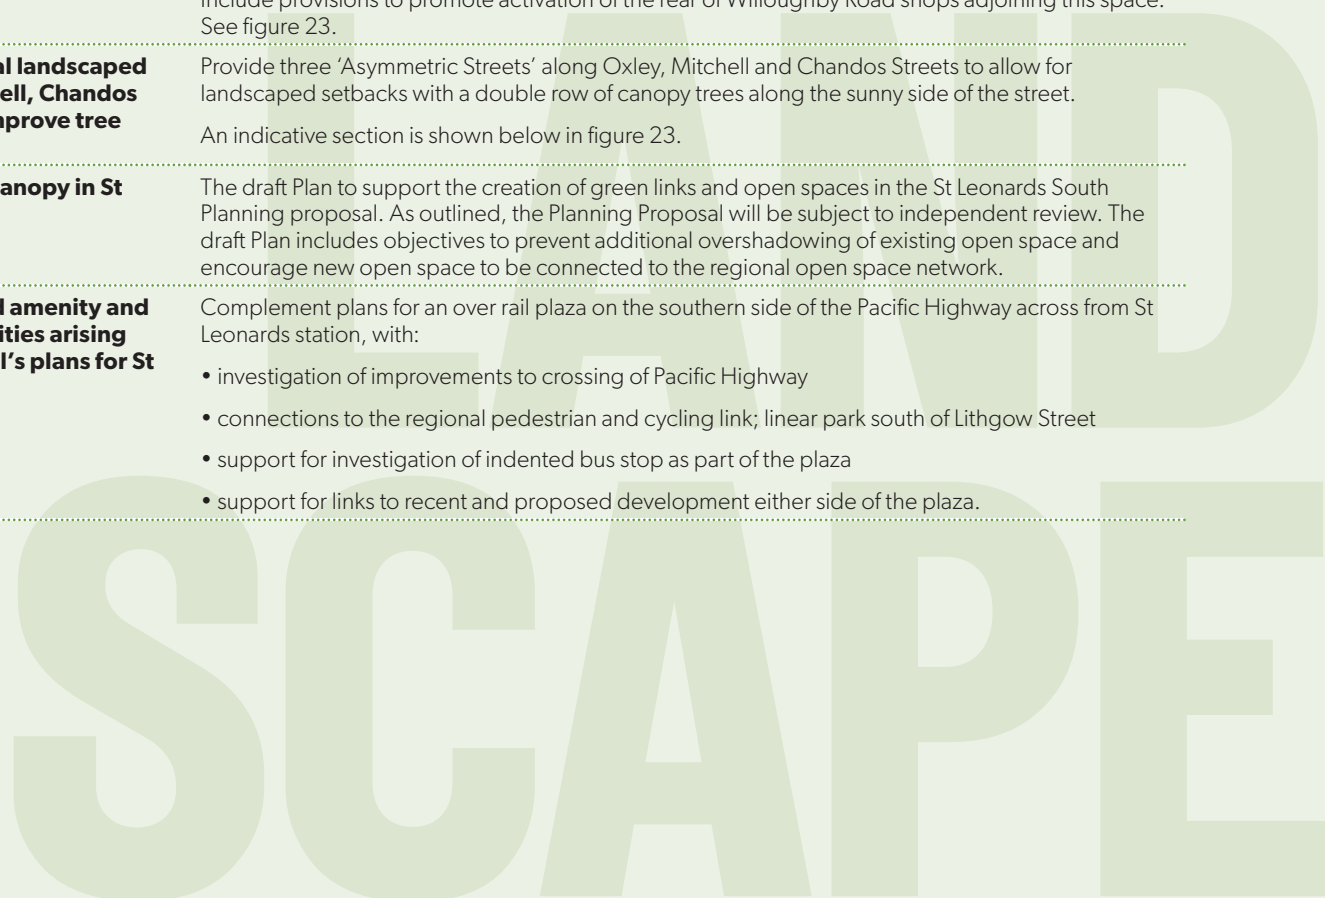 Include provisions to promote activation of the rear of Willoughby Road shops adjoining this space.
See figure 23.
al landscaped
ell, Chandos
nprove tree
Provide three ‘Asymmetric Streets’ along Oxley, Mitchell and Chandos Streets to allow for
landscaped setbacks with a double row of canopy trees along the sunny side of the street.
An indicative section is shown below in figure 23.
anopy in St
The draft Plan to support the creation of green links and open spaces in the St Leonards South
Planning proposal. As outlined, the Planning Proposal will be subject to independent review. The
draft Plan includes objectives to prevent additional overshadowing of existing open space and
encourage new open space to be connected to the regional open space network.
d amenity and
ities arising
l’s plans for St
Complement plans for an over rail plaza on the southern side of the Pacific Highway across from St
Leonards station, with:
• investigation of improvements to crossing of Pacific Highway
• connections to the regional pedestrian and cycling link; linear park south of Lithgow Street
• support for investigation of indented bus stop as part of the plaza
• support for links to recent and proposed development either side of the plaza.
LAND
SCAPE